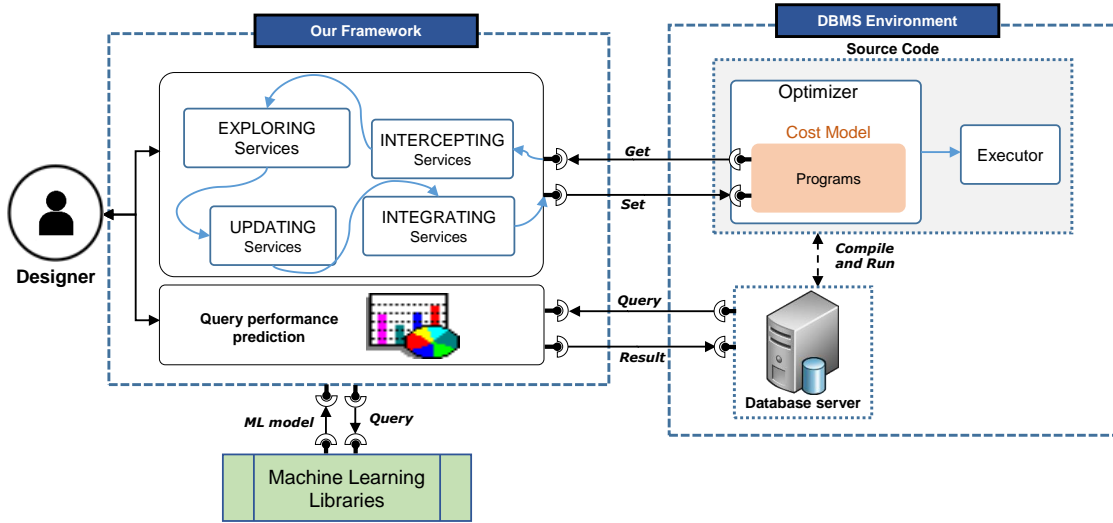 Our Framework
DBMS Environment
Source Code
EXPLORING
Services
INTERCEPTING
Services
UPDATING
Services
INTEGRATING
Services
Get
Set
Optimizer
Cost Model
Programs
Executor
Designer
Compile
and Run
Query performance
prediction
Query
Result
Database server
ML model
Query
Machine Learning
Libraries